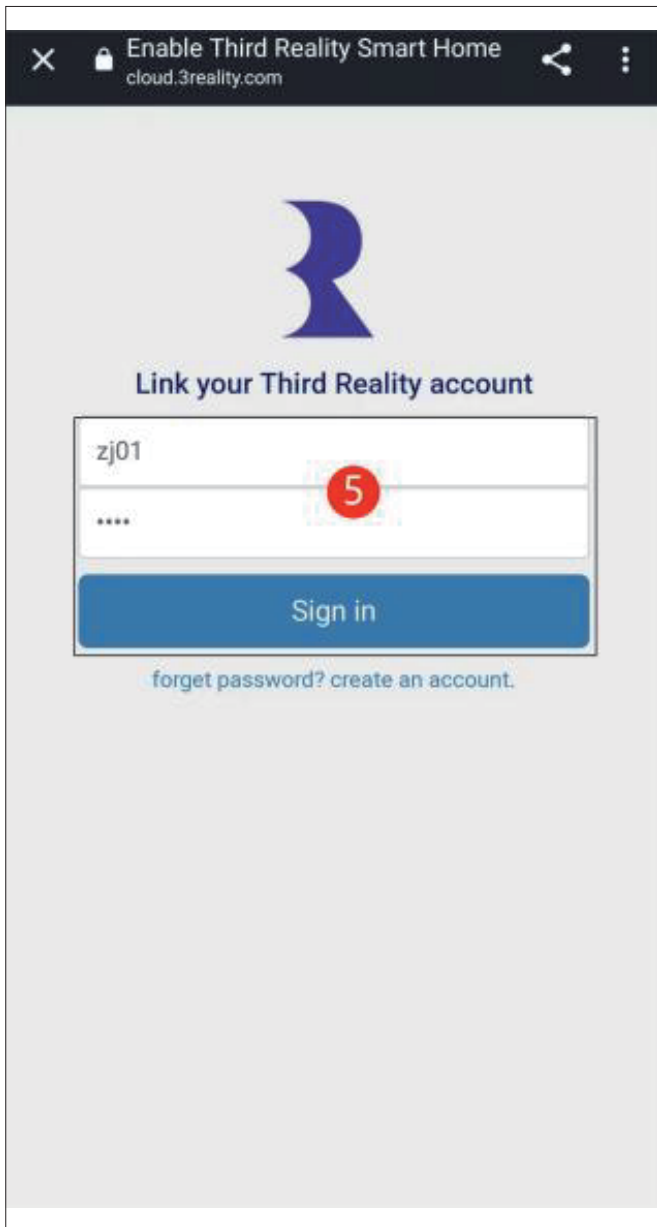 Enable Third Reality Smart Home
cloud.3reality.com
Link your Third Reality account
zj01
5
••••
Sign in
forget password? create an account.